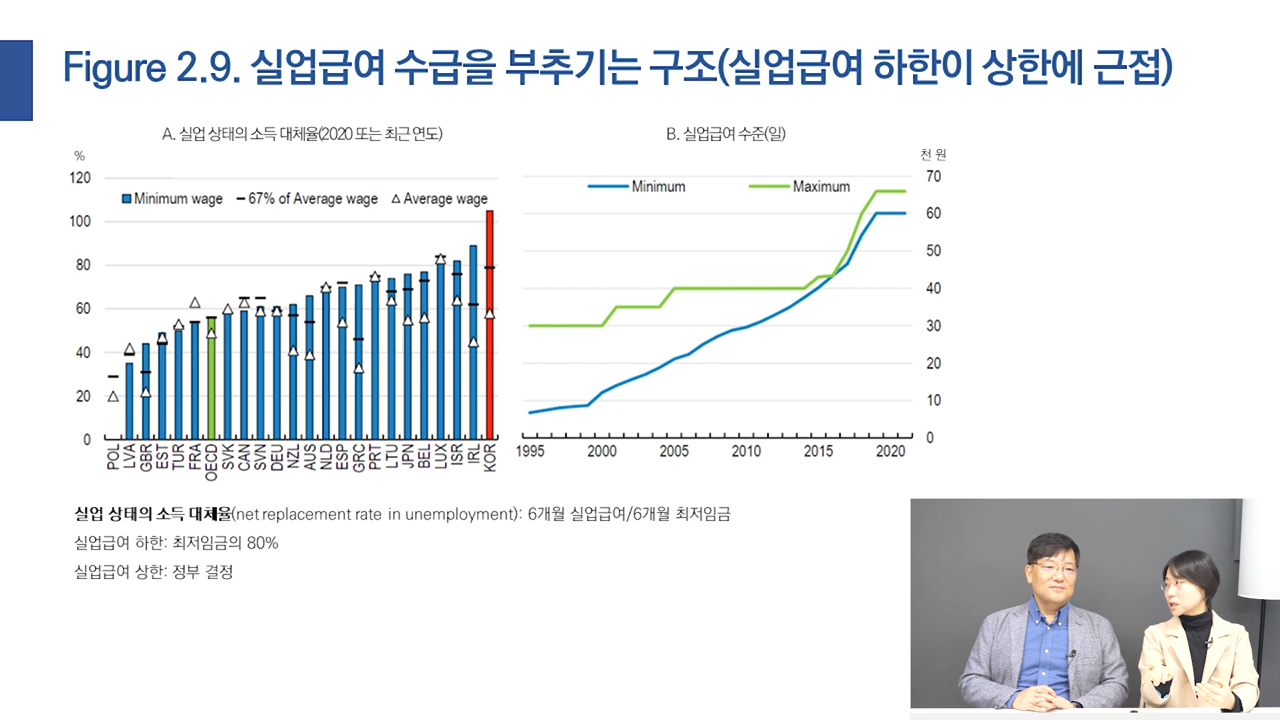 Figure 2.9. 실업급여 수급을 부추기는 구조(실업급여 하한이 상한에 근접)
A. 실업 상태의 소득 대체율(2020 또는 최근 연도)
%
120
100
80
60
40
20
0
Minimum wage
67% of Average wage
Average wage
POL
LVA
GBR
EST
TUR
FRA
OECD
SVK
CAN
SVN
DEU
NZL
AUS
NLD
ESP
GRC
PRT
LTU
JPN
BEL
LUX
ISR
IRL
KOR
B. 실업급여 수준(일)
천 원
Minimum
Maximum
70
60
50
40
30
20
10
0
1995
2000
2005
2010
2015
2020
실업 상태의 소득 대체율(net replacement rate in unemployment): 6개월 실업급여/6개월 최저임금
실업급여 하한: 최저임금의 80%
실업급여 상한: 정부 결정